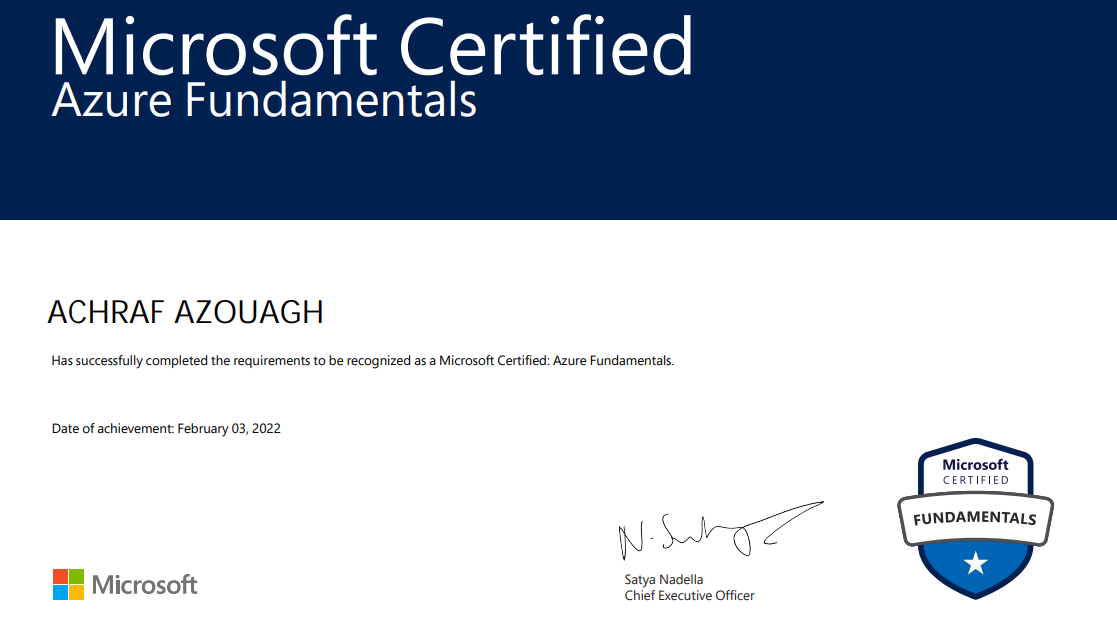 Microsoft Certified
Azure Fundamentals
ACHRAF AZOUAGH
Has successfully completed the requirements to be recognized as a Microsoft Certified: Azure Fundamentals.
Date of achievement: February 03, 2022
Microsoft
CERTIFIED
FUNDAMENTALS
Satya Nadella
Chief Executive Officer
Microsoft